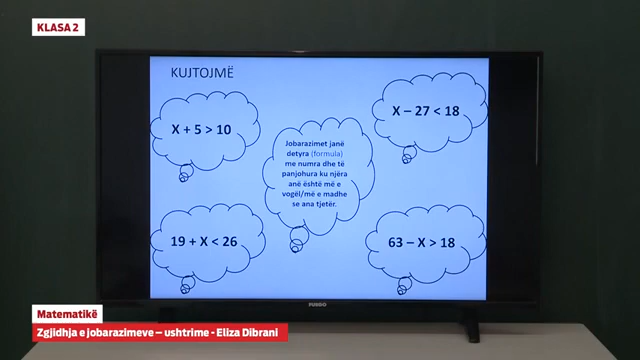 KLASA 2
KUJTOJMË
X + 5 > 10
X – 27 < 18
Jobarazimet janë
detyra (formula)
me numra dhe të
panjohura ku njëra
anë është më e
vogël/më e madhe
se ana tjetër.
19 + X < 26
63 – X > 18
FUEGO
Matematikë
Zgjidhja e jobarazimeve – ushtrime - Eliza Dibrani